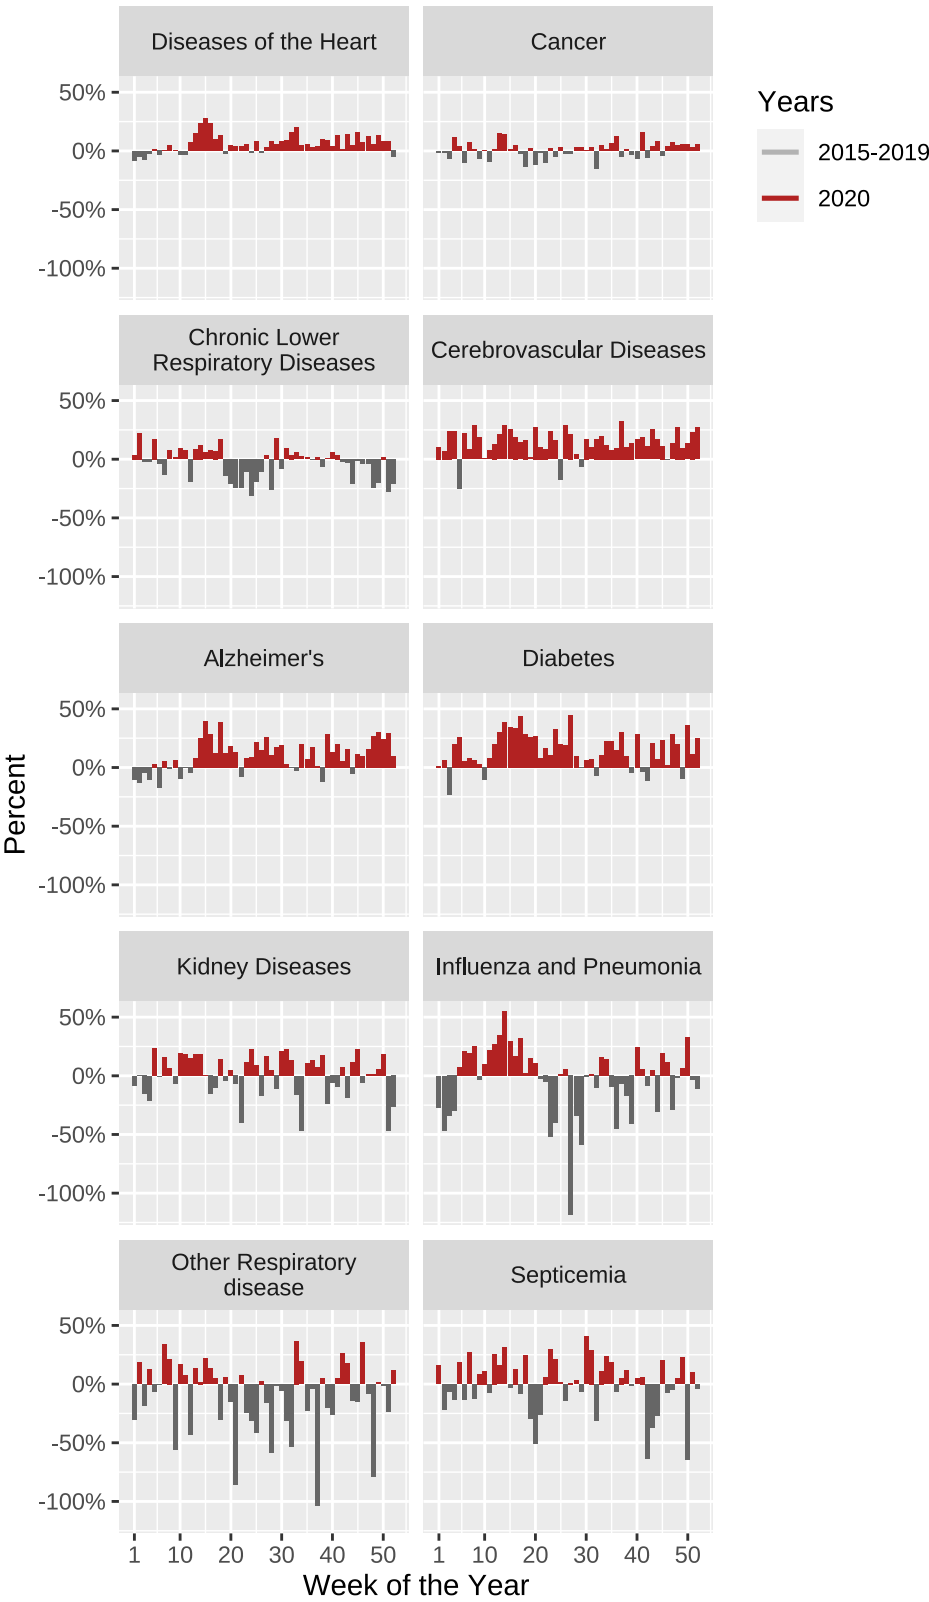 Diseases of the Heart
Cancer
50%
0%
-50%
-100%
Years
2015-2019
2020
Chronic Lower
Respiratory Diseases
Cerebrovascular Diseases
50%
0%
-50%
-100%
Alzheimer's
Diabetes
50%
0%
-50%
-100%
Percent
Kidney Diseases
Influenza and Pneumonia
50%
0%
-50%
-100%
Other Respiratory
disease
Septicemia
50%
0%
-50%
-100%
1 10 20 30 40 50 1 10 20 30 40 50
Week of the Year